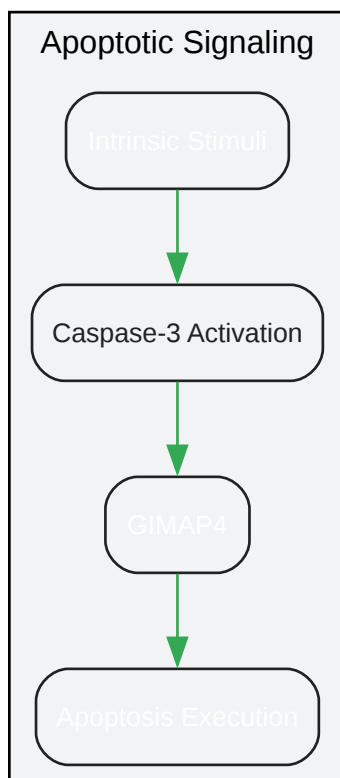 Apoptotic Signaling
Intrinsic Stimuli
Caspase-3 Activation
GIMAP4
Apoptosis Execution